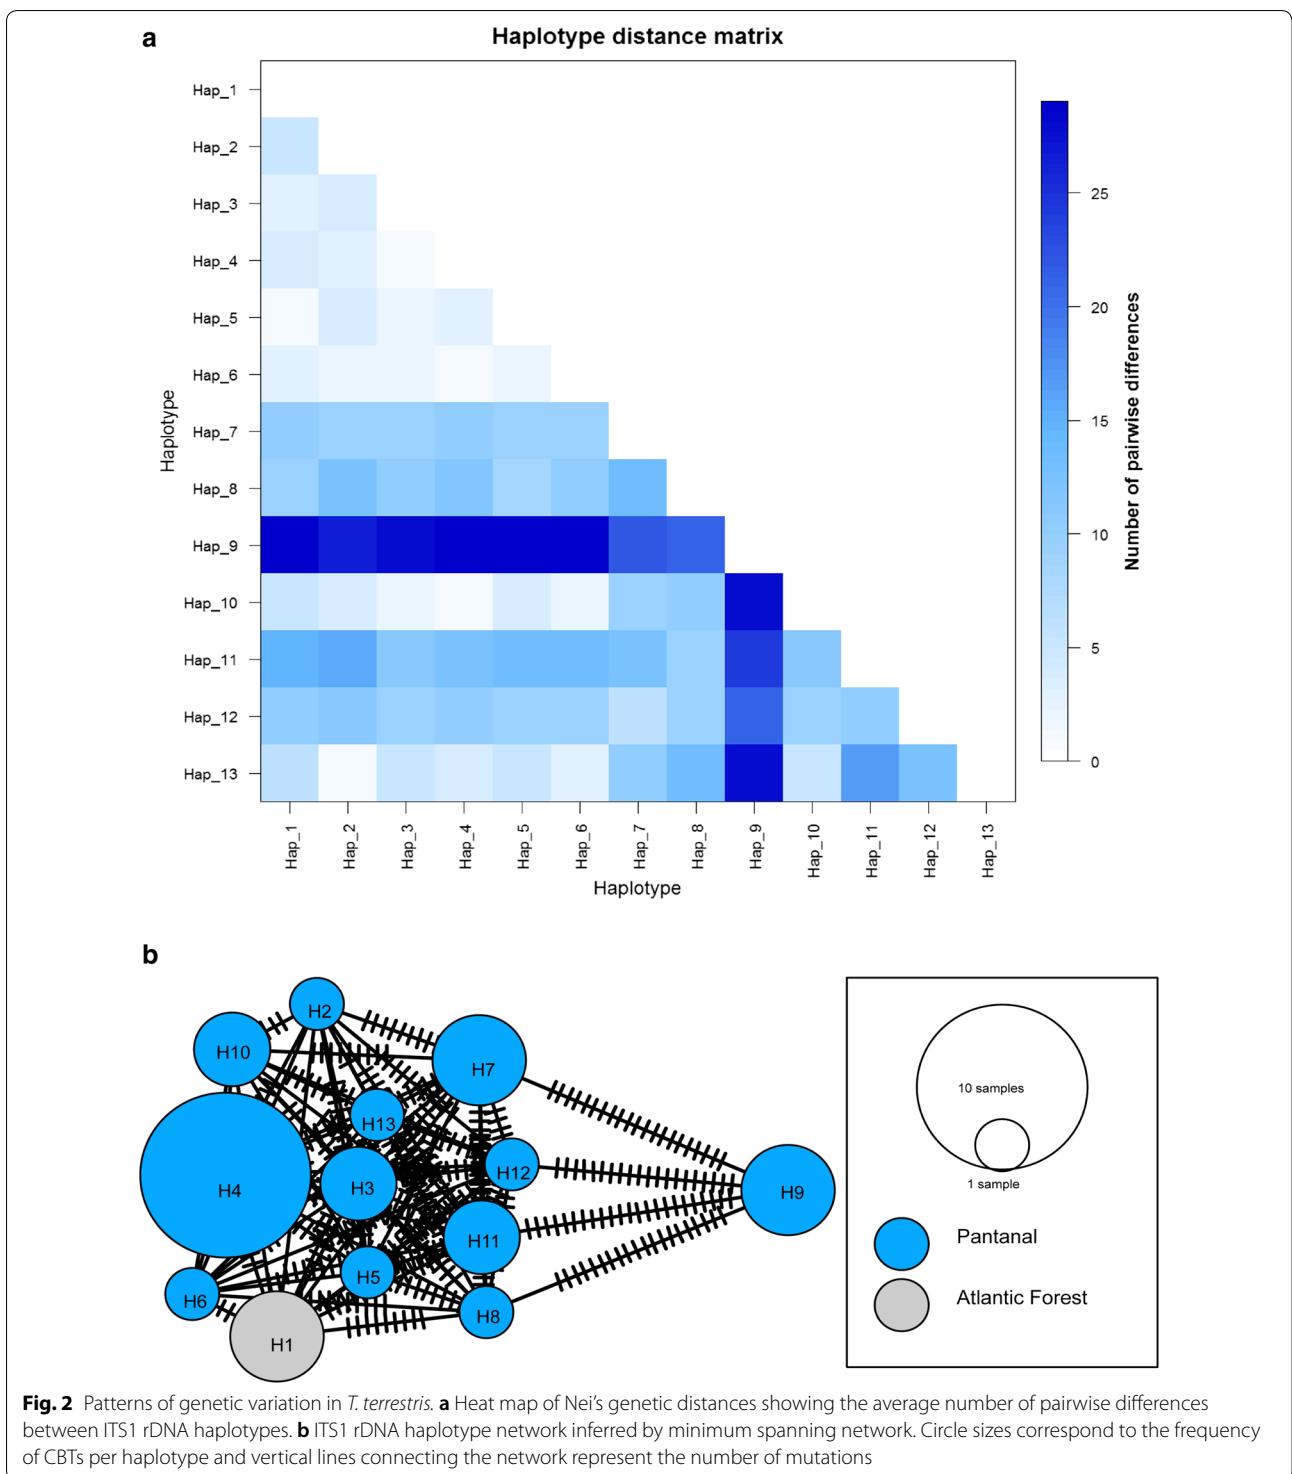 a
Haplotype distance matrix
Hap_1
Hap_2
Hap_3
Hap_4
Hap_5
Hap_6
Hap_7
Hap_8
Hap_9
Hap_10
Hap_11
Hap_12
Hap_13
Haplotype
Hap_1
Hap_2
Hap_3
Hap_4
Hap_5
Hap_6
Hap_7
Hap_8
Hap_9
Hap_10
Hap_11
Hap_12
Hap_13
Haplotype
25
20
15
10
5
0
Number of pairwise differences
b
H2
H10
H7
H13
H12
H4
H3
H9
H11
H5
H6
H8
H1
10 samples
1 sample
Pantanal
Atlantic Forest
Fig. 2 Patterns of genetic variation in T. terrestris. a Heat map of Nei’s genetic distances showing the average number of pairwise differences
between ITS1 rDNA haplotypes. b ITS1 rDNA haplotype network inferred by minimum spanning network. Circle sizes correspond to the frequency
of CBTs per haplotype and vertical lines connecting the network represent the number of mutations